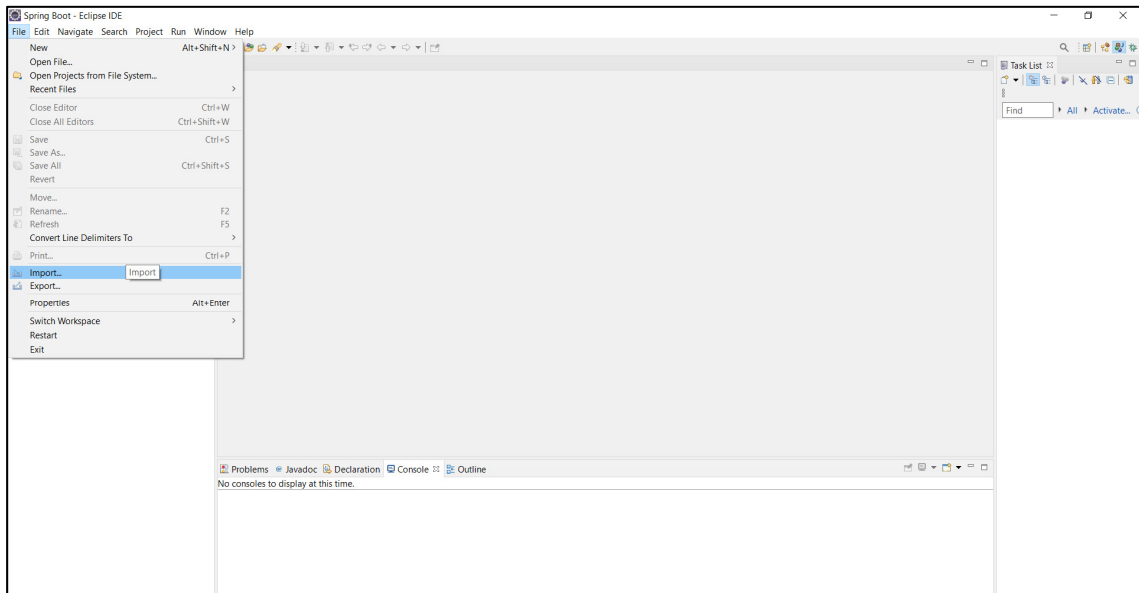 Spring Boot - Eclipse IDE
File Edit Navigate Search Project Run Window Help
New Alt+Shift+N >
Open File...
Open Projects from File System...
Recent Files >
Close Editor Ctrl+W
Close All Editors Ctrl+Shift+W
Save Ctrl+S
Save As...
Save All Ctrl+Shift+S
Revert
Move...
Rename... F2
Refresh F5
Convert Line Delimiters To >
Print... Ctrl+P
Import... Import
Export...
Properties Alt+Enter
Switch Workspace >
Restart
Exit
Task List
Find All Activate...
Problems Javadoc Declaration Console Outline
No consoles to display at this time.